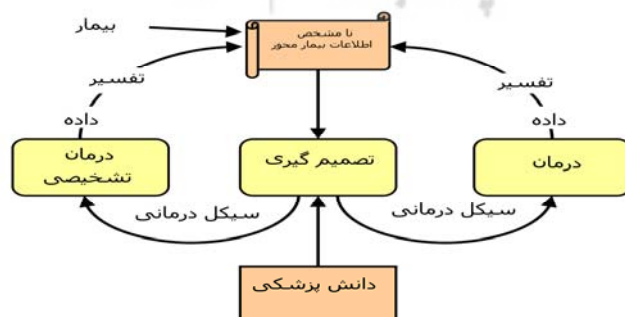 بیمار
نا مشخص
اطلاعات بیمار محور
تفسیر
تفسیر
داده
داده
درمان
تشخیصی
تصمیم گیری
درمان
سیکل درمانی
سیکل درمانی
دانش پزشکی